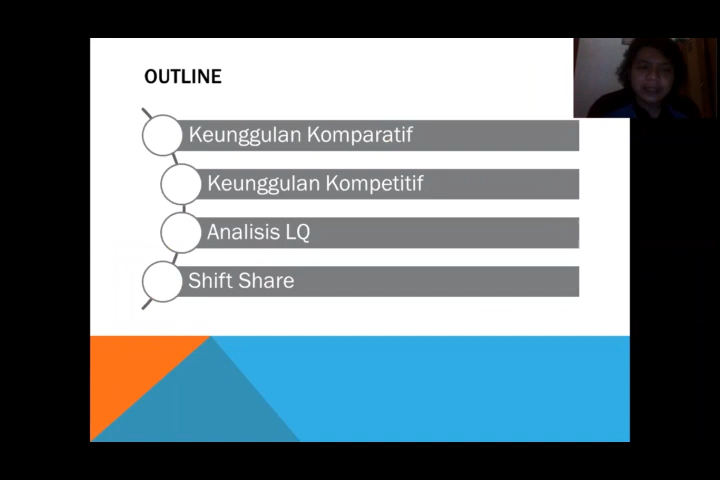 OUTLINE
Keunggulan Komparatif
Keunggulan Kompetitif
Analisis LQ
Shift Share